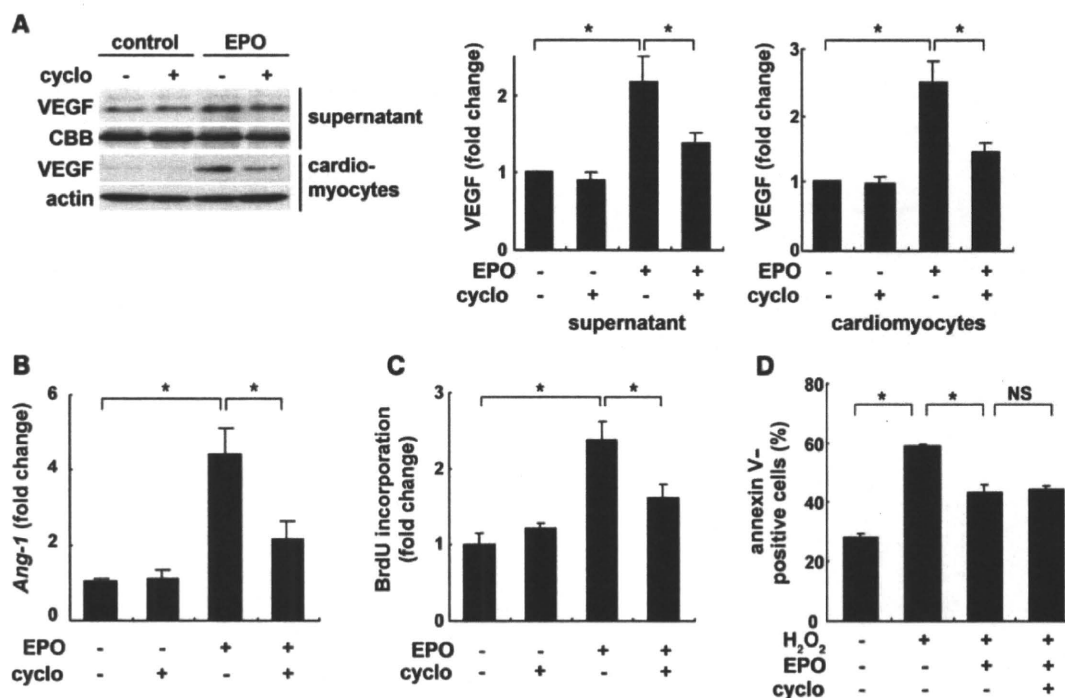 A
control EPO
cyclo - + - +
VEGF
CBB
supernatant
VEGF
actin
cardio-
myocytes
VEGF (fold change)
2
1
0
* *
EPO - - + +
cyclo - + - +
supernatant
VEGF (fold change)
3
2
1
0
* *
EPO - - + +
cyclo - + - +
cardiomyocytes
B
Ang-1 (fold change)
6
4
2
0
* *
EPO - - + +
cyclo - + - +
C
BrdU incorporation
(fold change)
3
2
1
0
* *
EPO - - + +
cyclo - + - +
D
annexin V–
positive cells (%)
80
60
40
20
0
* * NS
H₂O₂ - + + +
EPO - - + +
cyclo - - - +